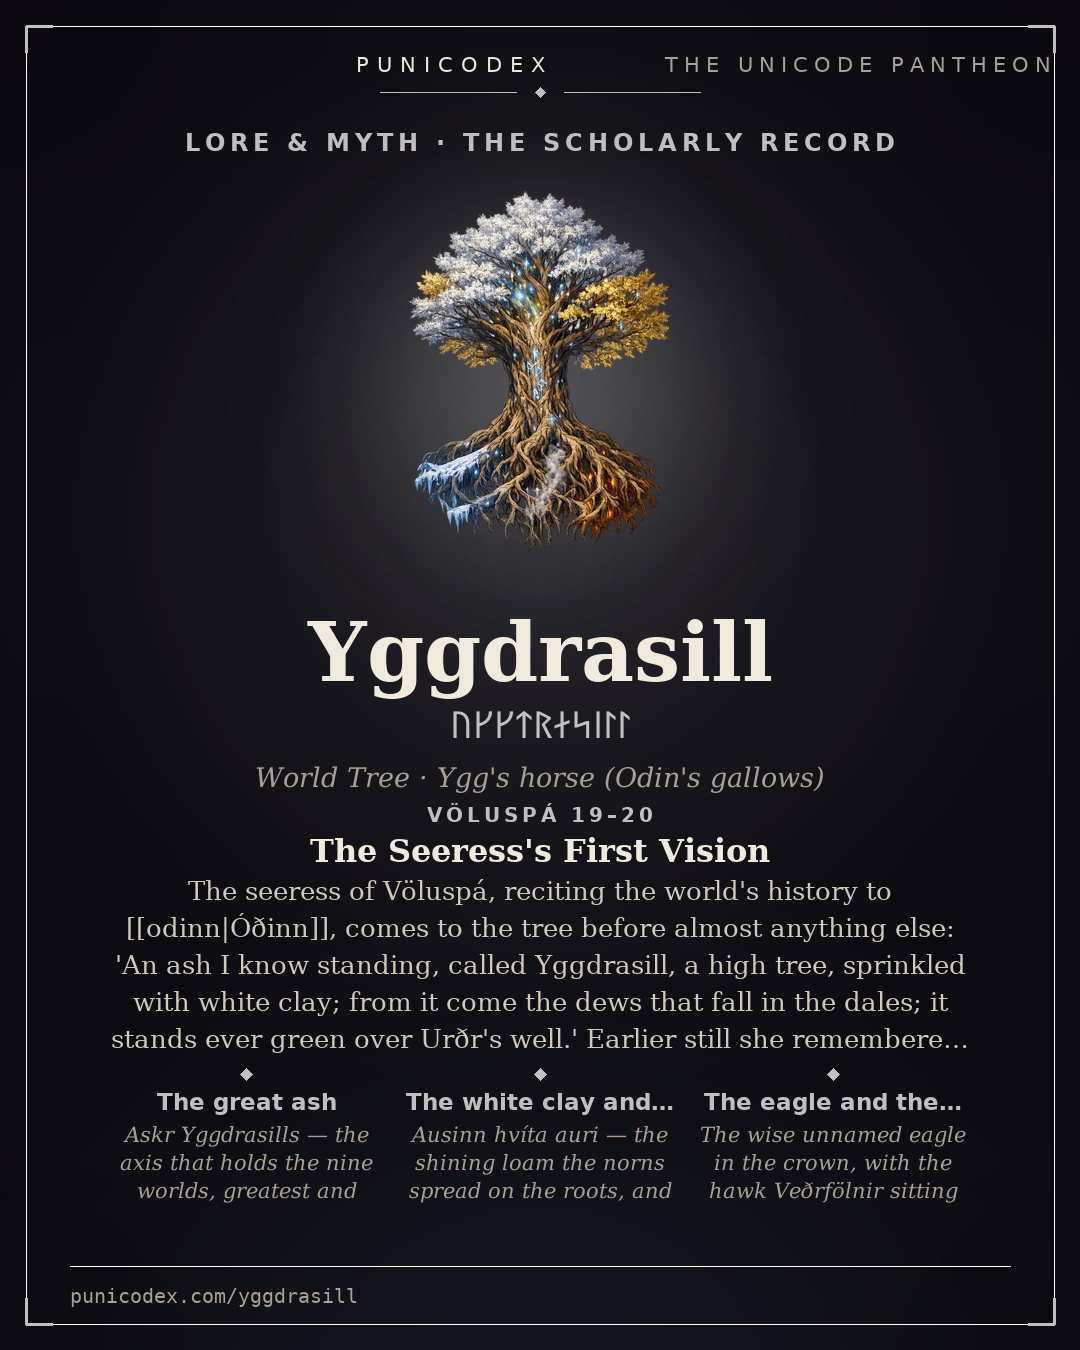 PUNICODEX THE UNICODE PANTHEON
LORE & MYTH · THE SCHOLARLY RECORD
Yggdrasill
ᚢᚴᚴᛏᚱᛅᛋᛁᛚᛚ
World Tree · Ygg's horse (Odin's gallows)
VÖLUSPÁ 19–20
The Seeress's First Vision
The seeress of Völuspá, reciting the world's history to
[[odinn|Óðinn]], comes to the tree before almost anything else:
'An ash I know standing, called Yggdrasill, a high tree, sprinkled
with white clay; from it come the dews that fall in the dales; it
stands ever green over Urðr's well.' Earlier still she remembere…
The great ash
Askr Yggdrasills — the
axis that holds the nine
worlds, greatest and
The white clay and…
Ausinn hvíta auri — the
shining loam the norns
spread on the roots, and
The eagle and the…
The wise unnamed eagle
in the crown, with the
hawk Veðrfölnir sitting
punicodex.com/yggdrasill